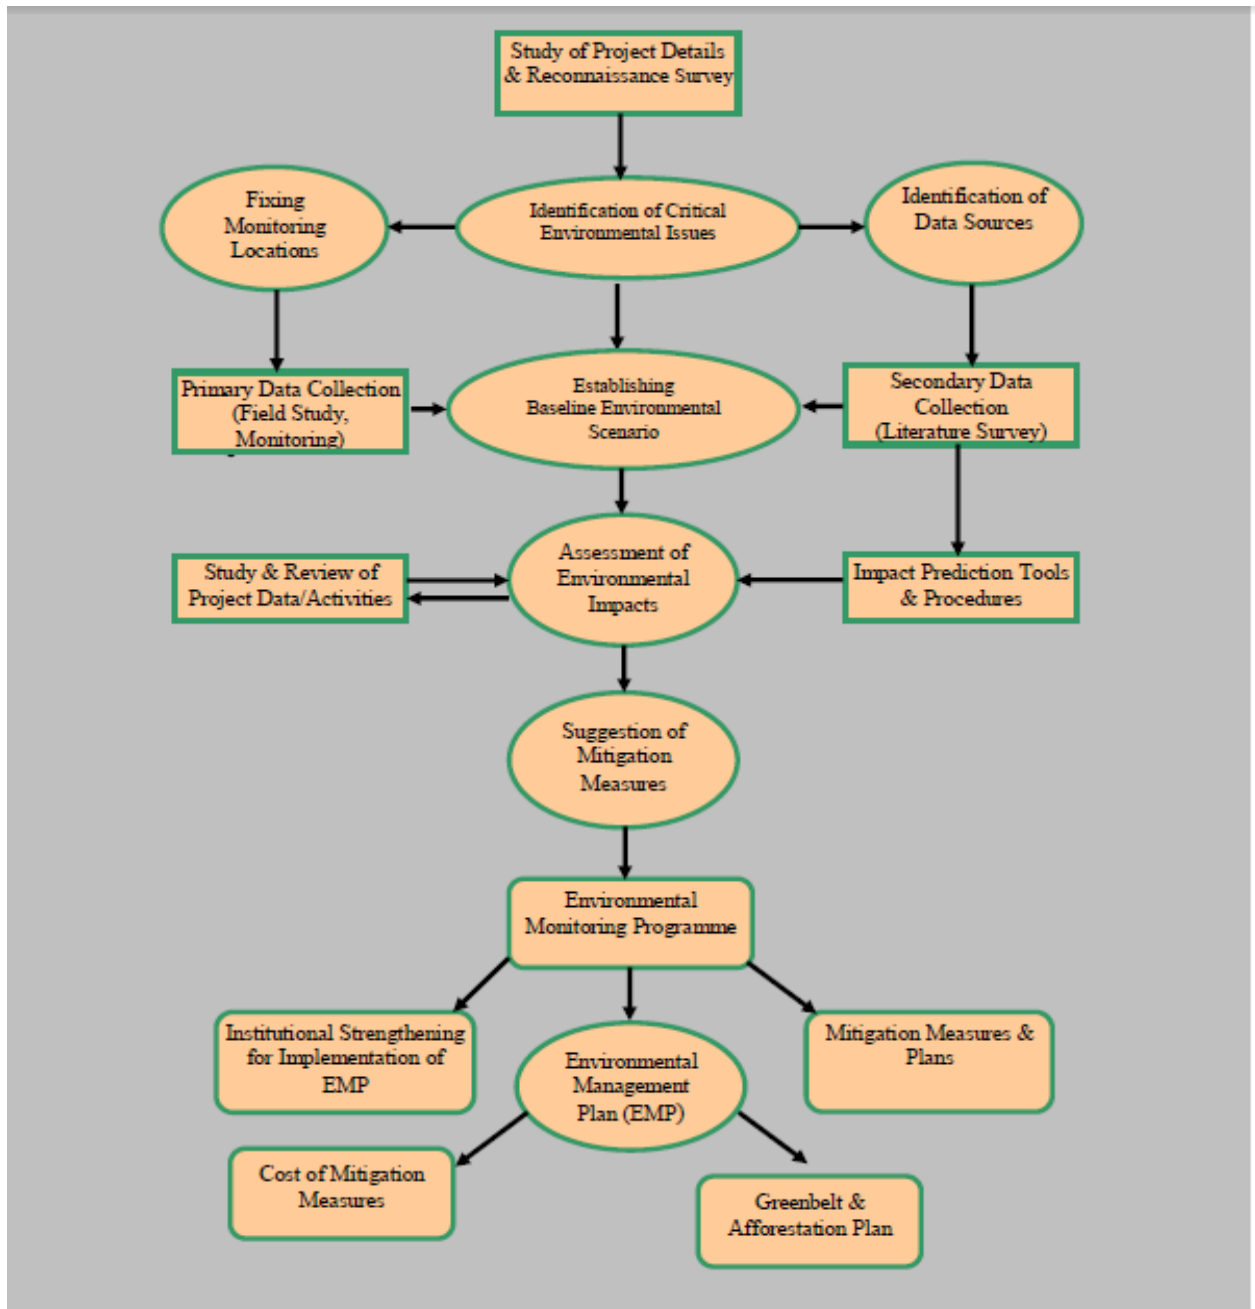 Study of Project Details
& Reconnaissance Survey
Fixing
Monitoring
Locations
Identification of Critical
Environmental Issues
Identification of
Data Sources
Primary Data Collection
(Field Study,
Monitoring)
Establishing
Baseline Environmental
Scenario
Secondary Data
Collection
(Literature Survey)
Study & Review of
Project Data/Activities
Assessment of
Environmental
Impacts
Impact Prediction Tools
& Procedures
Suggestion of
Mitigation
Measures
Environmental
Monitoring Programme
Institutional Strengthening
for Implementation of
EMP
Environmental
Management
Plan (EMP)
Mitigation Measures &
Plans
Cost of Mitigation
Measures
Greenbelt &
Afforestation Plan